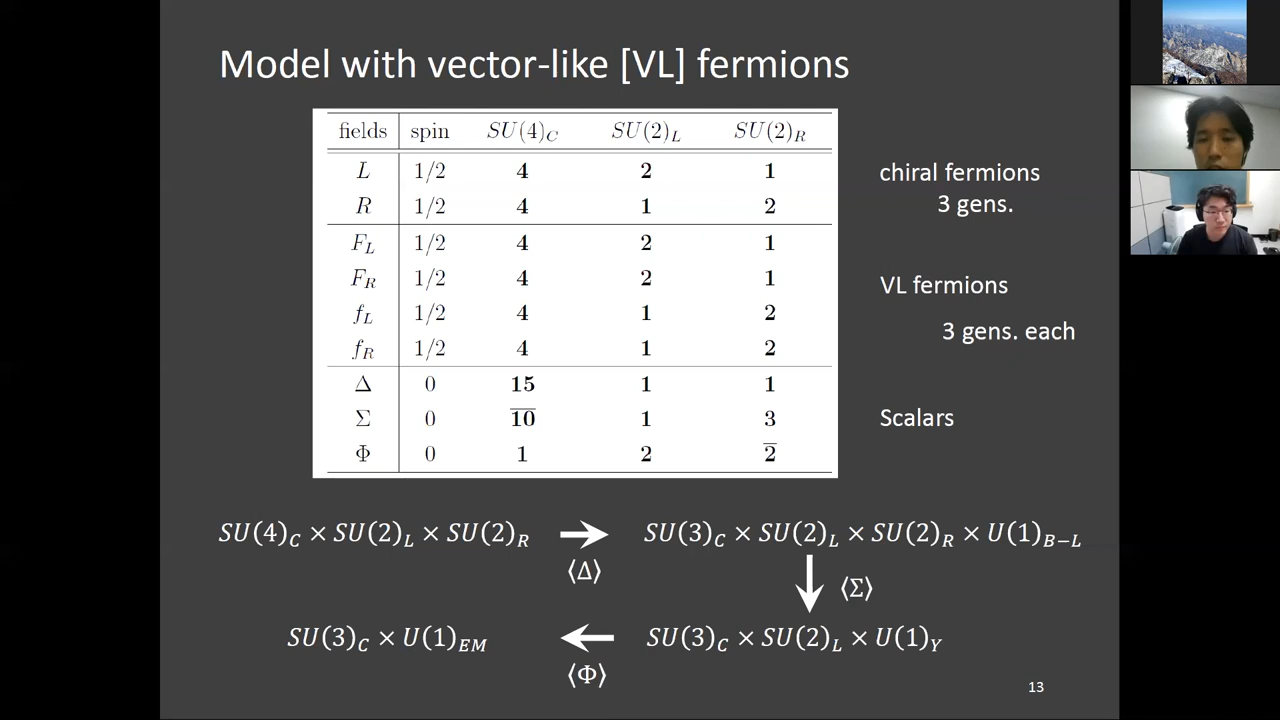 Model with vector-like [VL] fermions
fields spin SU(4)_C SU(2)_L SU(2)_R
L 1/2 4 2 1
R 1/2 4 1 2
F_L 1/2 4 2 1
F_R 1/2 4 2 1
f_L 1/2 4 1 2
f_R 1/2 4 1 2
Δ 0 15 1 1
Σ 0 \overline{10} 1 3
Φ 0 1 2 \overline{2}
chiral fermions
3 gens.
VL fermions
3 gens. each
Scalars
SU(4)_C × SU(2)_L × SU(2)_R → SU(3)_C × SU(2)_L × SU(2)_R × U(1)_{B−L}
⟨Δ⟩ ↓ ⟨Σ⟩
SU(3)_C × U(1)_{EM} ← SU(3)_C × SU(2)_L × U(1)_Y
⟨Φ⟩
13